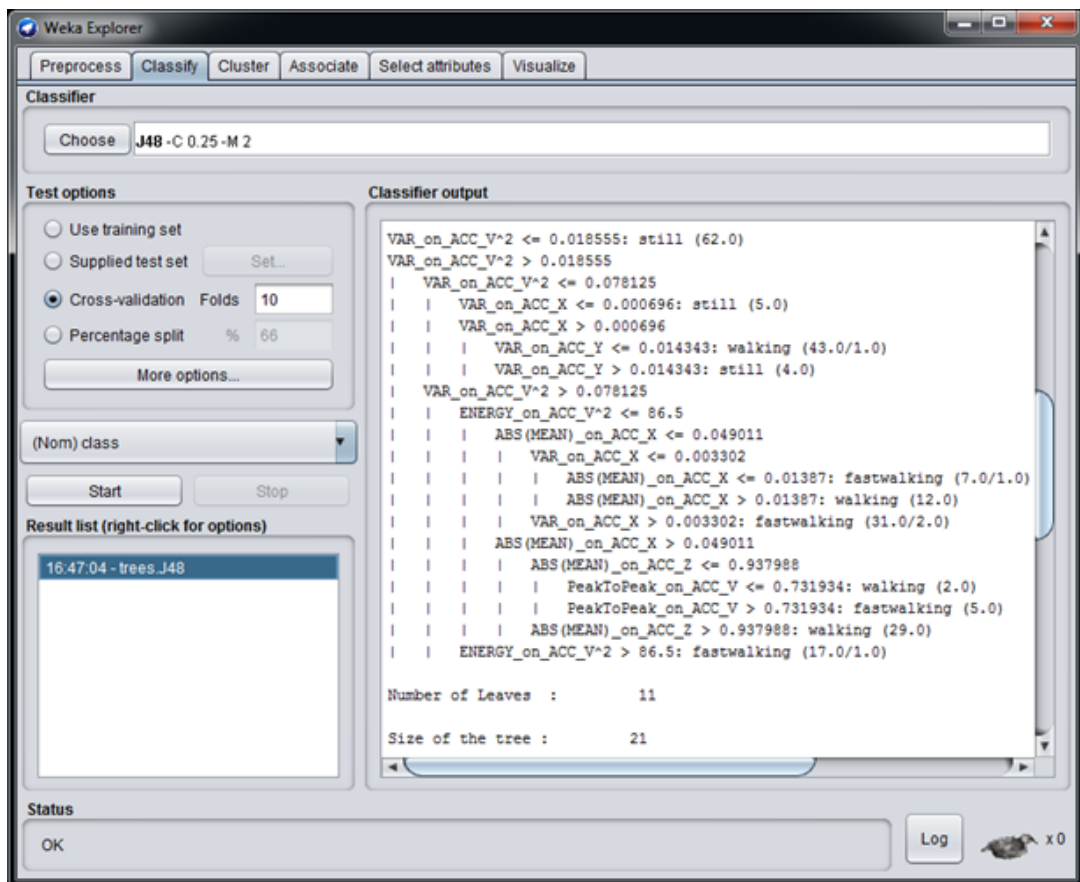 Weka Explorer
Preprocess Classify Cluster Associate Select attributes Visualize
Classifier
Choose J48 -C 0.25 -M 2
Test options
Use training set
Supplied test set Set...
Cross-validation Folds 10
Percentage split % 66
More options...
(Nom) class
Start Stop
Result list (right-click for options)
16:47:04 - trees.J48
Classifier output
VAR_on_ACC_V^2 <= 0.018555: still (62.0)
VAR_on_ACC_V^2 > 0.018555
| VAR_on_ACC_V^2 <= 0.078125
| | VAR_on_ACC_X <= 0.000696: still (5.0)
| | VAR_on_ACC_X > 0.000696
| | | VAR_on_ACC_Y <= 0.014343: walking (43.0/1.0)
| | | VAR_on_ACC_Y > 0.014343: still (4.0)
| VAR_on_ACC_V^2 > 0.078125
| | ENERGY_on_ACC_V^2 <= 86.5
| | | ABS(MEAN)_on_ACC_X <= 0.049011
| | | | VAR_on_ACC_X <= 0.003302
| | | | | ABS(MEAN)_on_ACC_X <= 0.01387: fastwalking (7.0/1.0)
| | | | | ABS(MEAN)_on_ACC_X > 0.01387: walking (12.0)
| | | | VAR_on_ACC_X > 0.003302: fastwalking (31.0/2.0)
| | | ABS(MEAN)_on_ACC_X > 0.049011
| | | | ABS(MEAN)_on_ACC_Z <= 0.937988
| | | | | PeakToPeak_on_ACC_V <= 0.731934: walking (2.0)
| | | | | PeakToPeak_on_ACC_V > 0.731934: fastwalking (5.0)
| | | | ABS(MEAN)_on_ACC_Z > 0.937988: walking (29.0)
| | ENERGY_on_ACC_V^2 > 86.5: fastwalking (17.0/1.0)
Number of Leaves : 11
Size of the tree : 21
Status
OK
Log x 0